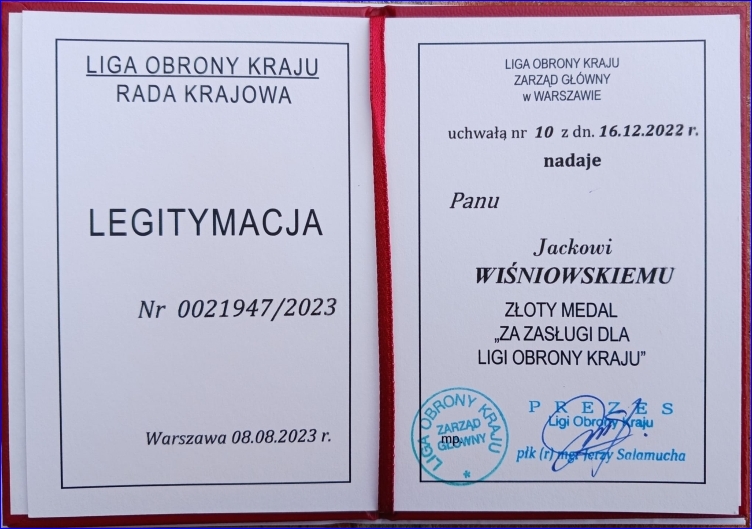 LIGA OBRONY KRAJU
RADA KRAJOWA
LEGITYMACJA
Nr 0021947/2023
Warszawa 08.08.2023 r.
LIGA OBRONY KRAJU
ZARZĄD GŁÓWNY
w WARSZAWIE
uchwałą nr 10 z dn. 16.12.2022 r.
nadaje
Panu
Jackowi
WIŚNIOWSKIEMU
ZŁOTY MEDAL
„ZA ZASŁUGI DLA
LIGI OBRONY KRAJU”
LIGA OBRONY KRAJU
ZARZĄD
GŁÓWNY
mp.
PREZES
Ligi Obrony Kraju
płk (r) mgr Jerzy Salamucha